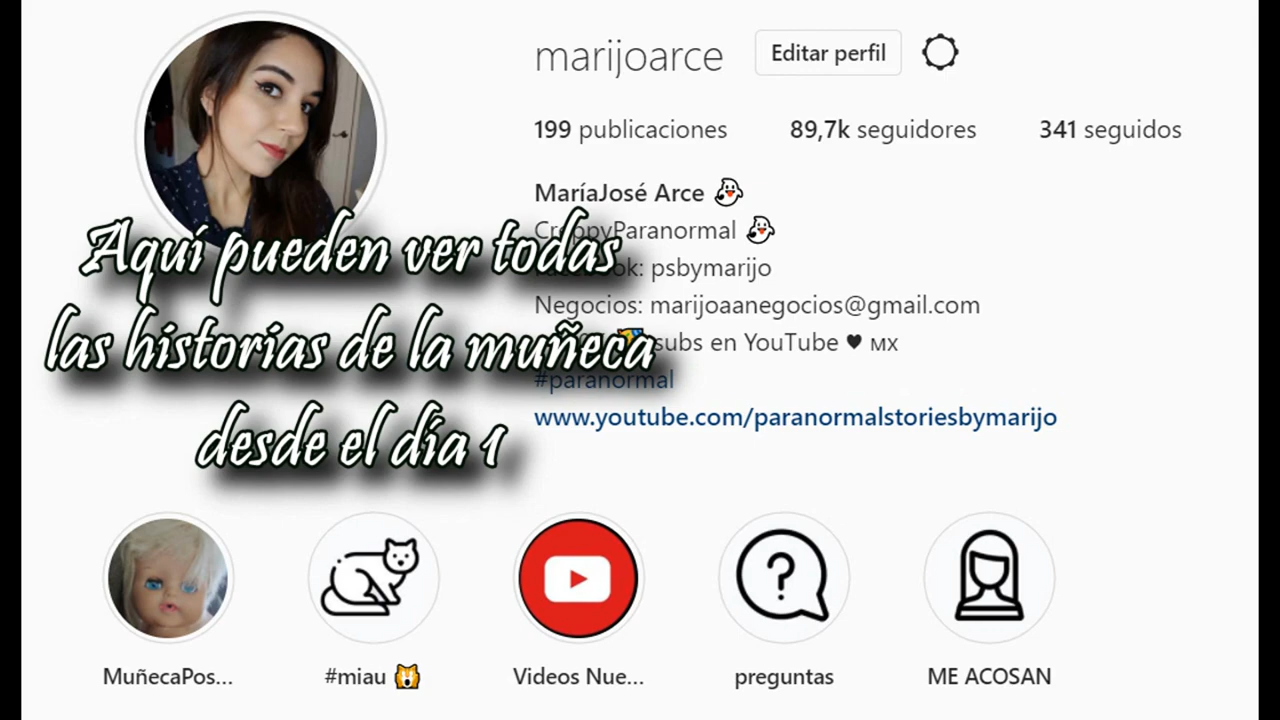 marijoarce
Editar perfil
199 publicaciones
89,7k seguidores
341 seguidos
MaríaJosé Arce
Aquí pueden ver todas
las historias de la muñeca
desde el día 1
psbymarijo
Negocios: marijoaanegocios@gmail.com
subs en YouTube ♥ MX
#paranormal
www.youtube.com/paranormalstoriesbymarijo
MuñecaPos...
#miau
Videos Nue...
preguntas
ME ACOSAN